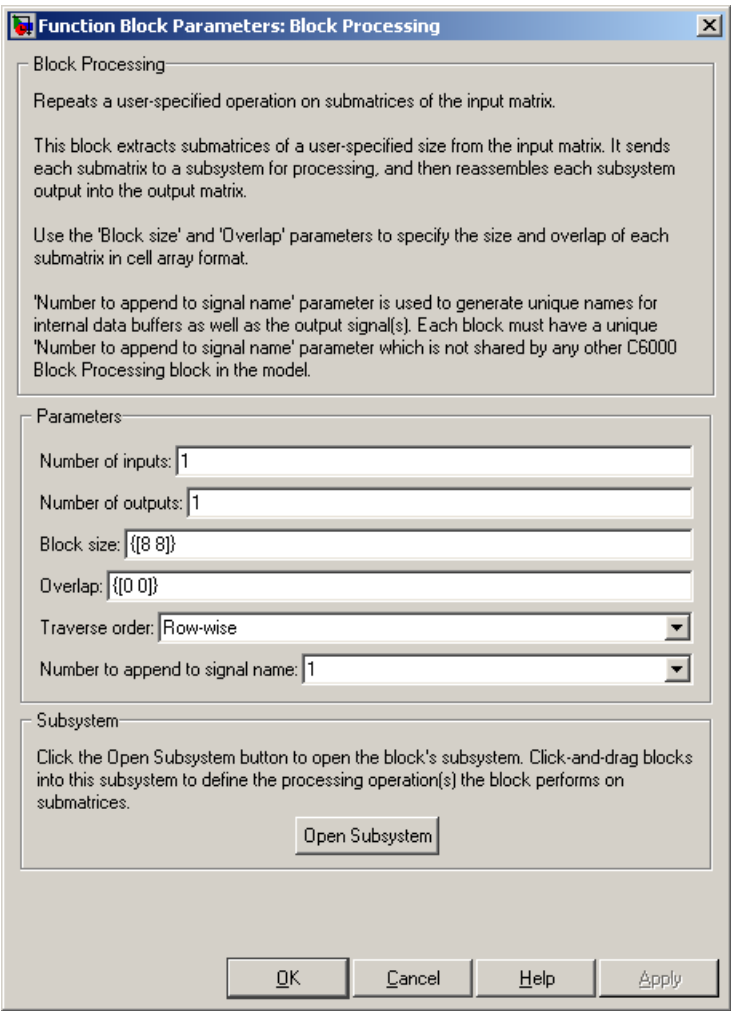 Function Block Parameters: Block Processing
Block Processing
Repeats a user-specified operation on submatrices of the input matrix.
This block extracts submatrices of a user-specified size from the input matrix. It sends
each submatrix to a subsystem for processing, and then reassembles each subsystem
output into the output matrix.
Use the 'Block size' and 'Overlap' parameters to specify the size and overlap of each
submatrix in cell array format.
'Number to append to signal name' parameter is used to generate unique names for
internal data buffers as well as the output signal(s). Each block must have a unique
'Number to append to signal name' parameter which is not shared by any other C6000
Block Processing block in the model.
Parameters
Number of inputs: 1
Number of outputs: 1
Block size: {[8 8]}
Overlap: {[0 0]}
Traverse order: Row-wise
Number to append to signal name: 1
Subsystem
Click the Open Subsystem button to open the block's subsystem. Click-and-drag blocks
into this subsystem to define the processing operation(s) the block performs on
submatrices.
Open Subsystem
OK Cancel Help Apply